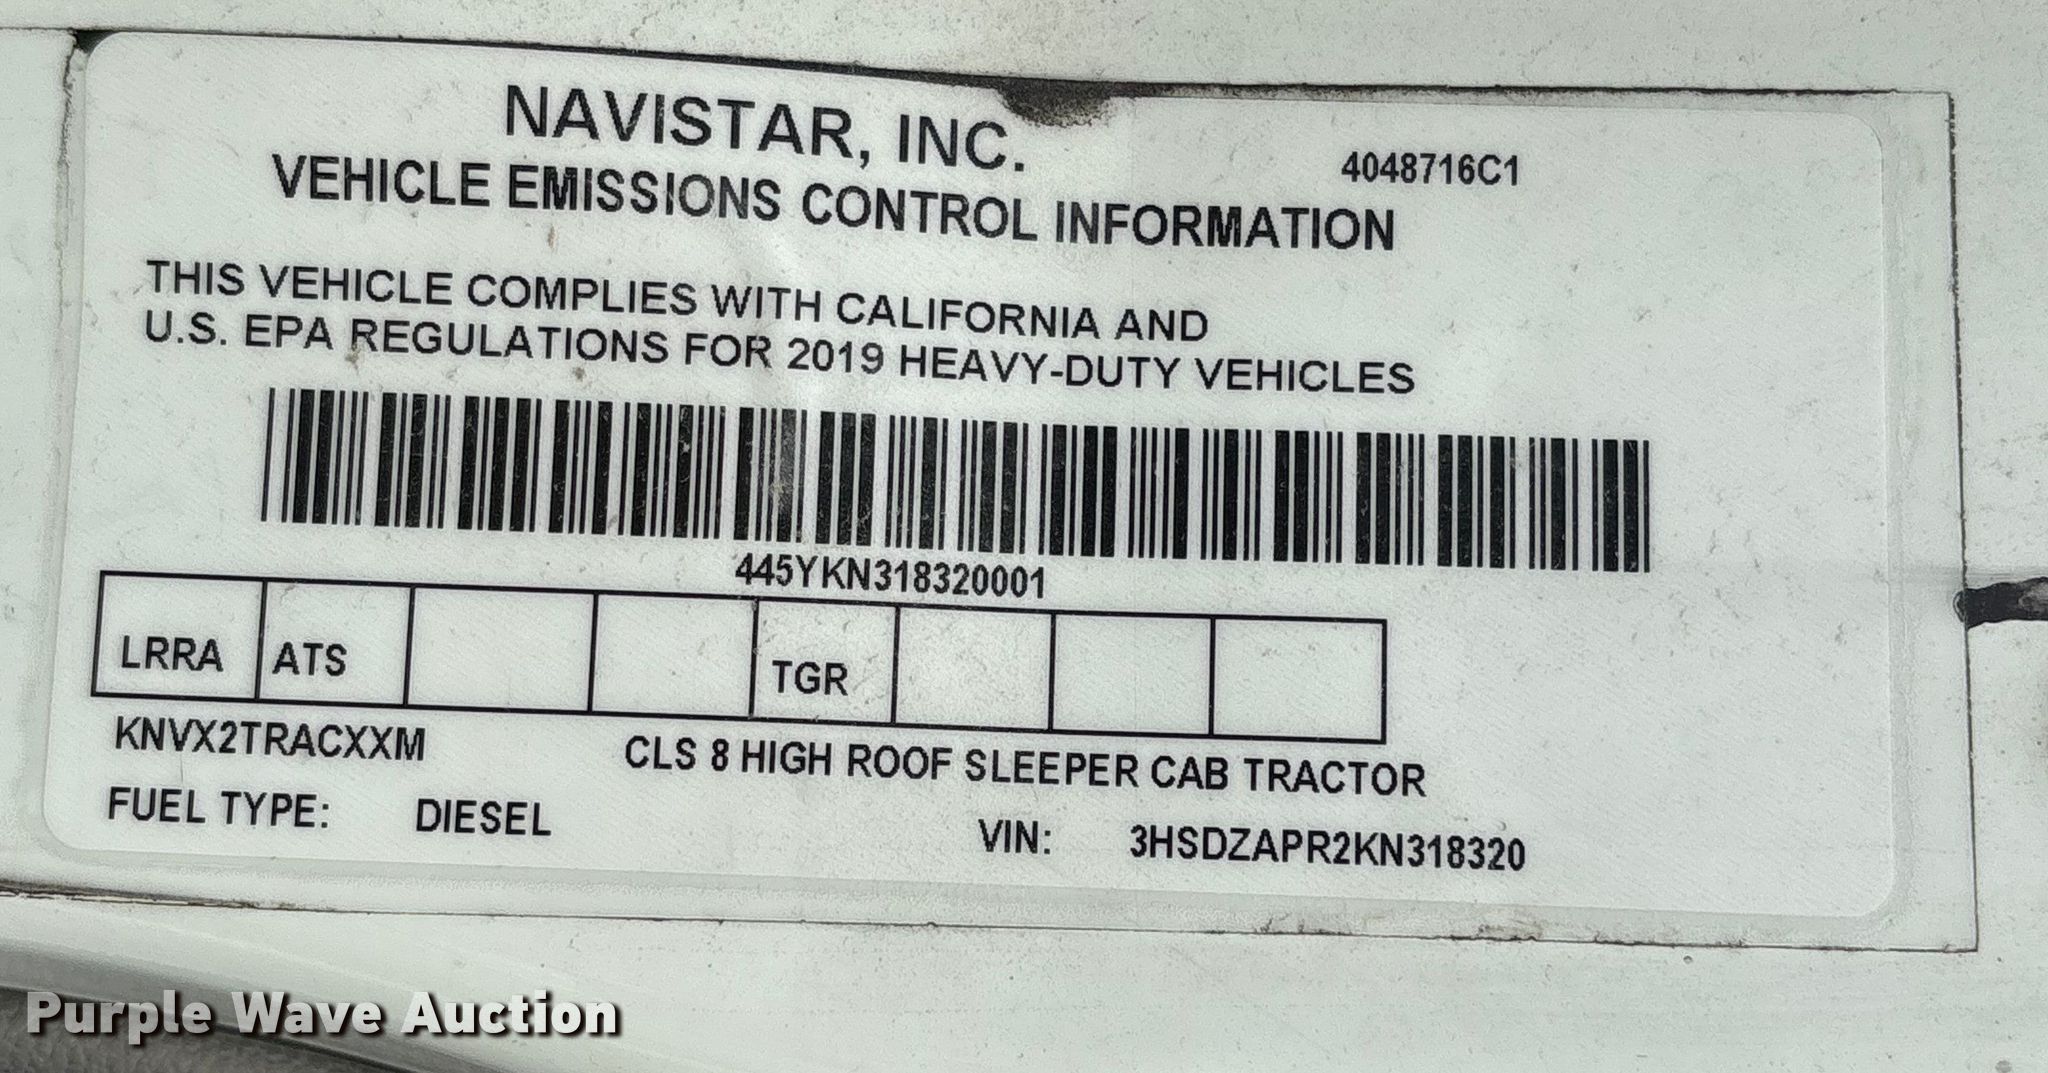 NAVISTAR, INC.
4048716C1
VEHICLE EMISSIONS CONTROL INFORMATION
THIS VEHICLE COMPLIES WITH CALIFORNIA AND
U.S. EPA REGULATIONS FOR 2019 HEAVY-DUTY VEHICLES
445YKN318320001
LRRA ATS TGR
KNVX2TRACXXM CLS 8 HIGH ROOF SLEEPER CAB TRACTOR
FUEL TYPE: DIESEL VIN: 3HSDZAPR2KN318320
Purple Wave Auction